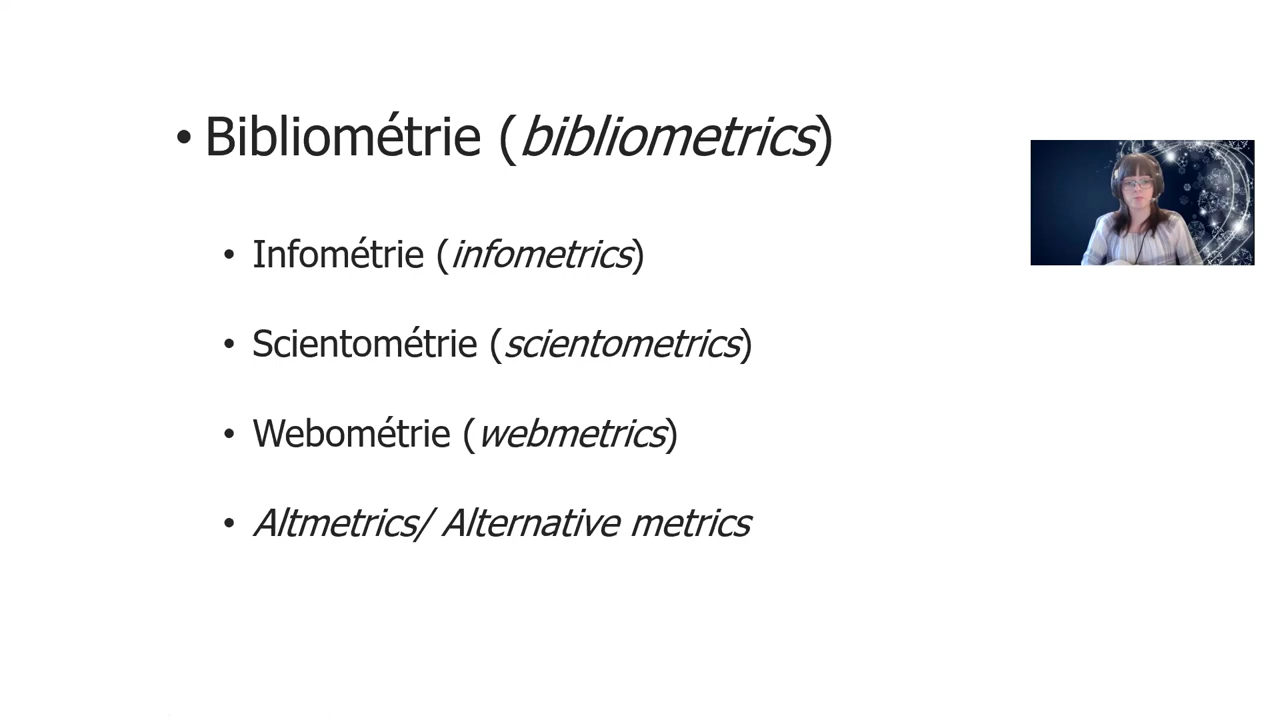 • Bibliométrie (bibliometrics)
• Infométrie (infometrics)
• Scientométrie (scientometrics)
• Webométrie (webmetrics)
• Altmetrics/ Alternative metrics